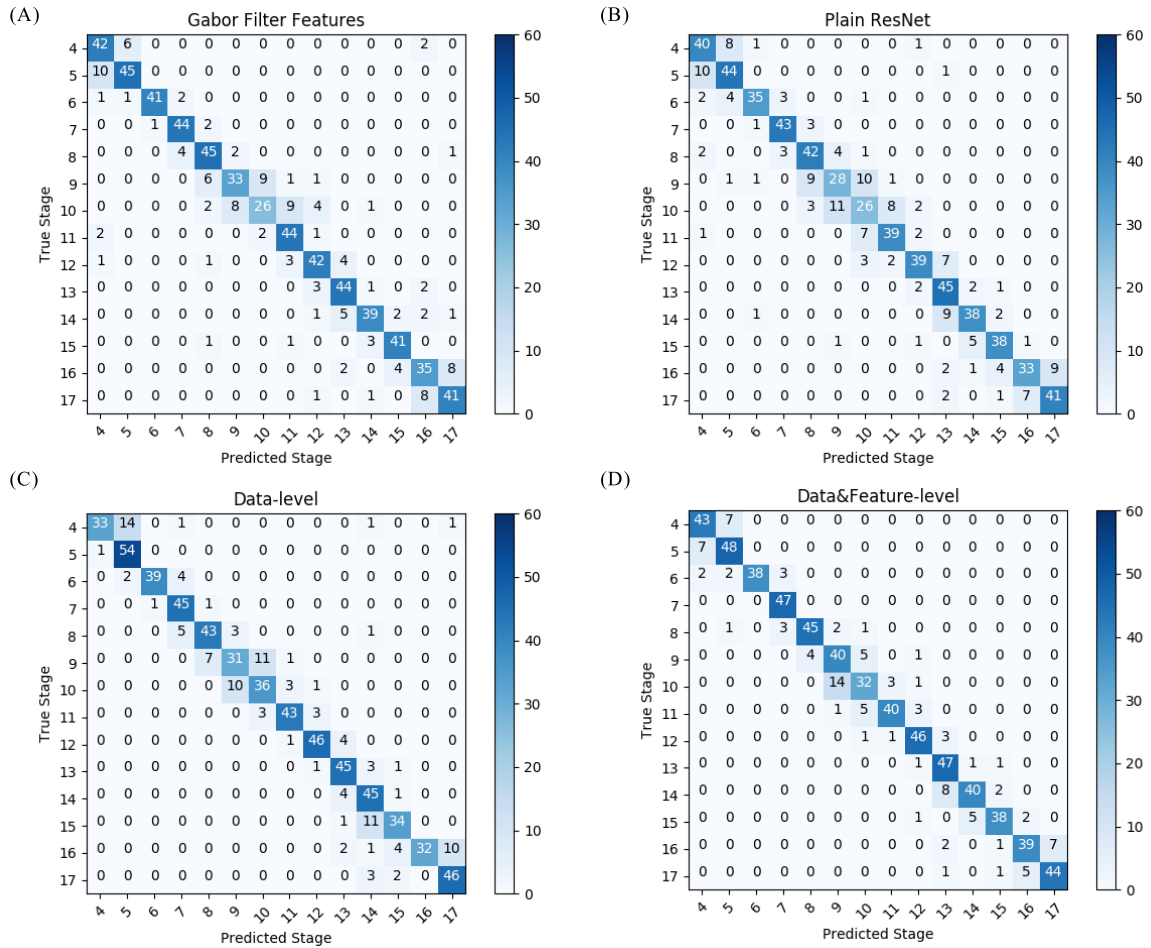 (A)
Gabor Filter Features
4 42 6 0 0 0 0 0 0 0 0 0 0 2 0
5 10 45 0 0 0 0 0 0 0 0 0 0 0 0
6 1 1 41 2 0 0 0 0 0 0 0 0 0 0
7 0 0 1 44 2 0 0 0 0 0 0 0 0 0
8 0 0 0 4 45 2 0 0 0 0 0 0 0 1
9 0 0 0 0 6 33 9 1 1 0 0 0 0 0
10 0 0 0 0 2 8 26 9 4 0 1 0 0 0
11 2 0 0 0 0 0 2 44 1 0 0 0 0 0
12 1 0 0 0 1 0 0 3 42 4 0 0 0 0
13 0 0 0 0 0 0 0 0 3 44 1 0 2 0
14 0 0 0 0 0 0 0 0 1 5 39 2 2 1
15 0 0 0 0 1 0 0 1 0 0 3 41 0 0
16 0 0 0 0 0 0 0 0 0 2 0 4 35 8
17 0 0 0 0 0 0 0 0 1 0 1 0 8 41
4 5 6 7 8 9 10 11 12 13 14 15 16 17
True Stage
Predicted Stage
60
50
40
30
20
10
0
(B)
Plain ResNet
4 40 8 1 0 0 0 0 0 1 0 0 0 0 0
5 10 44 0 0 0 0 0 0 0 1 0 0 0 0
6 2 4 35 3 0 0 1 0 0 0 0 0 0 0
7 0 0 1 43 3 0 0 0 0 0 0 0 0 0
8 2 0 0 3 42 4 1 0 0 0 0 0 0 0
9 0 1 1 0 9 28 10 1 0 0 0 0 0 0
10 0 0 0 0 3 11 26 8 2 0 0 0 0 0
11 1 0 0 0 0 0 7 39 2 0 0 0 0 0
12 0 0 0 0 0 0 3 2 39 7 0 0 0 0
13 0 0 0 0 0 0 0 0 2 45 2 1 0 0
14 0 0 1 0 0 0 0 0 0 9 38 2 0 0
15 0 0 0 0 0 1 0 0 1 0 5 38 1 0
16 0 0 0 0 0 0 0 0 0 2 1 4 33 9
17 0 0 0 0 0 0 0 0 0 2 0 1 7 41
4 5 6 7 8 9 10 11 12 13 14 15 16 17
True Stage
Predicted Stage
60
50
40
30
20
10
0
(C)
Data-level
4 33 14 0 1 0 0 0 0 0 0 1 0 0 1
5 1 54 0 0 0 0 0 0 0 0 0 0 0 0
6 0 2 39 4 0 0 0 0 0 0 0 0 0 0
7 0 0 1 45 1 0 0 0 0 0 0 0 0 0
8 0 0 0 5 43 3 0 0 0 0 1 0 0 0
9 0 0 0 0 7 31 11 1 0 0 0 0 0 0
10 0 0 0 0 0 10 36 3 1 0 0 0 0 0
11 0 0 0 0 0 0 3 43 3 0 0 0 0 0
12 0 0 0 0 0 0 0 1 46 4 0 0 0 0
13 0 0 0 0 0 0 0 0 1 45 3 1 0 0
14 0 0 0 0 0 0 0 0 0 4 45 1 0 0
15 0 0 0 0 0 0 0 0 0 1 11 34 0 0
16 0 0 0 0 0 0 0 0 0 2 1 4 32 10
17 0 0 0 0 0 0 0 0 0 0 3 2 0 46
4 5 6 7 8 9 10 11 12 13 14 15 16 17
True Stage
Predicted Stage
60
50
40
30
20
10
0
(D)
Data&Feature-level
4 43 7 0 0 0 0 0 0 0 0 0 0 0 0
5 7 48 0 0 0 0 0 0 0 0 0 0 0 0
6 2 2 38 3 0 0 0 0 0 0 0 0 0 0
7 0 0 0 47 0 0 0 0 0 0 0 0 0 0
8 0 1 0 3 45 2 1 0 0 0 0 0 0 0
9 0 0 0 0 4 40 5 0 1 0 0 0 0 0
10 0 0 0 0 0 14 32 3 1 0 0 0 0 0
11 0 0 0 0 0 1 5 40 3 0 0 0 0 0
12 0 0 0 0 0 0 1 1 46 3 0 0 0 0
13 0 0 0 0 0 0 0 0 1 47 1 1 0 0
14 0 0 0 0 0 0 0 0 0 8 40 2 0 0
15 0 0 0 0 0 0 0 0 1 0 5 38 2 0
16 0 0 0 0 0 0 0 0 0 2 0 1 39 7
17 0 0 0 0 0 0 0 0 0 1 0 1 5 44
4 5 6 7 8 9 10 11 12 13 14 15 16 17
True Stage
Predicted Stage
60
50
40
30
20
10
0